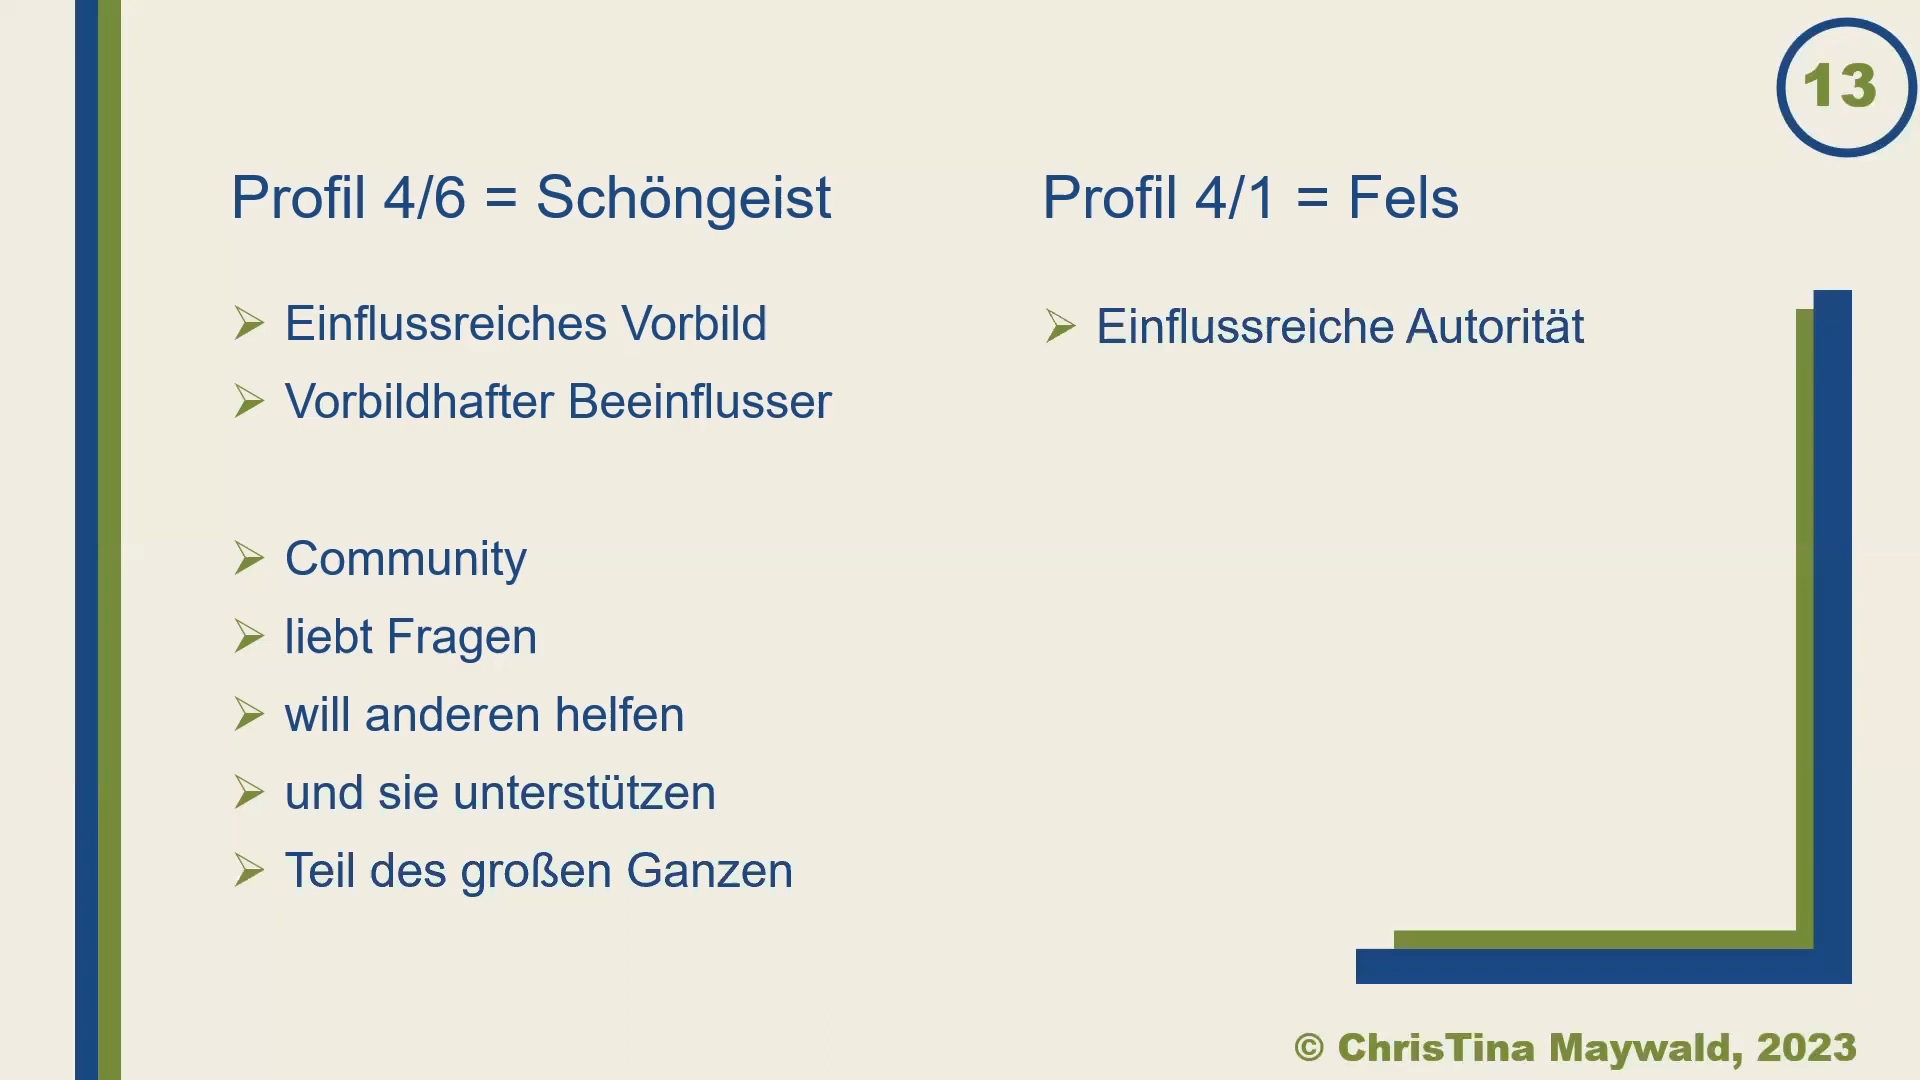 13
Profil 4/6 = Schöngeist
Einflussreiches Vorbild
Vorbildhafter Beeinflusser
Community
liebt Fragen
will anderen helfen
und sie unterstützen
Teil des großen Ganzen
Profil 4/1 = Fels
Einflussreiche Autorität
© ChrisTina Maywald, 2023